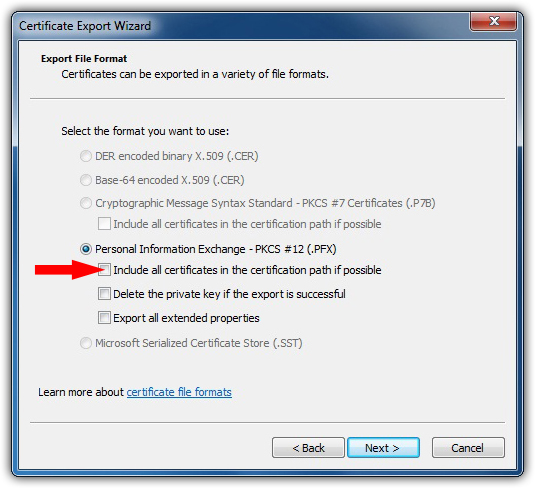 Certificate Export Wizard
Export File Format
Certificates can be exported in a variety of file formats.
Select the format you want to use:
DER encoded binary X.509 (.CER)
Base-64 encoded X.509 (.CER)
Cryptographic Message Syntax Standard - PKCS #7 Certificates (.P7B)
Include all certificates in the certification path if possible
Personal Information Exchange - PKCS #12 (.PFX)
Include all certificates in the certification path if possible
Delete the private key if the export is successful
Export all extended properties
Microsoft Serialized Certificate Store (.SST)
Learn more about certificate file formats
< Back Next > Cancel